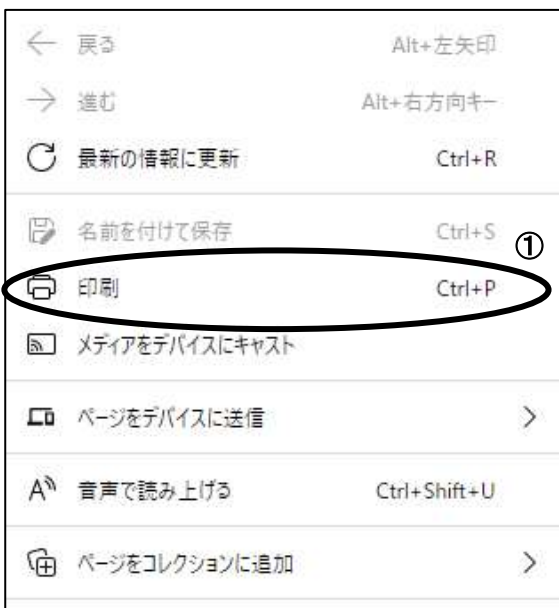 戻る Alt+左矢印
進む Alt+右方向キー
最新の情報に更新 Ctrl+R
名前を付けて保存 Ctrl+S
①
印刷 Ctrl+P
メディアをデバイスにキャスト
ページをデバイスに送信
音声で読み上げる Ctrl+Shift+U
ページをコレクションに追加